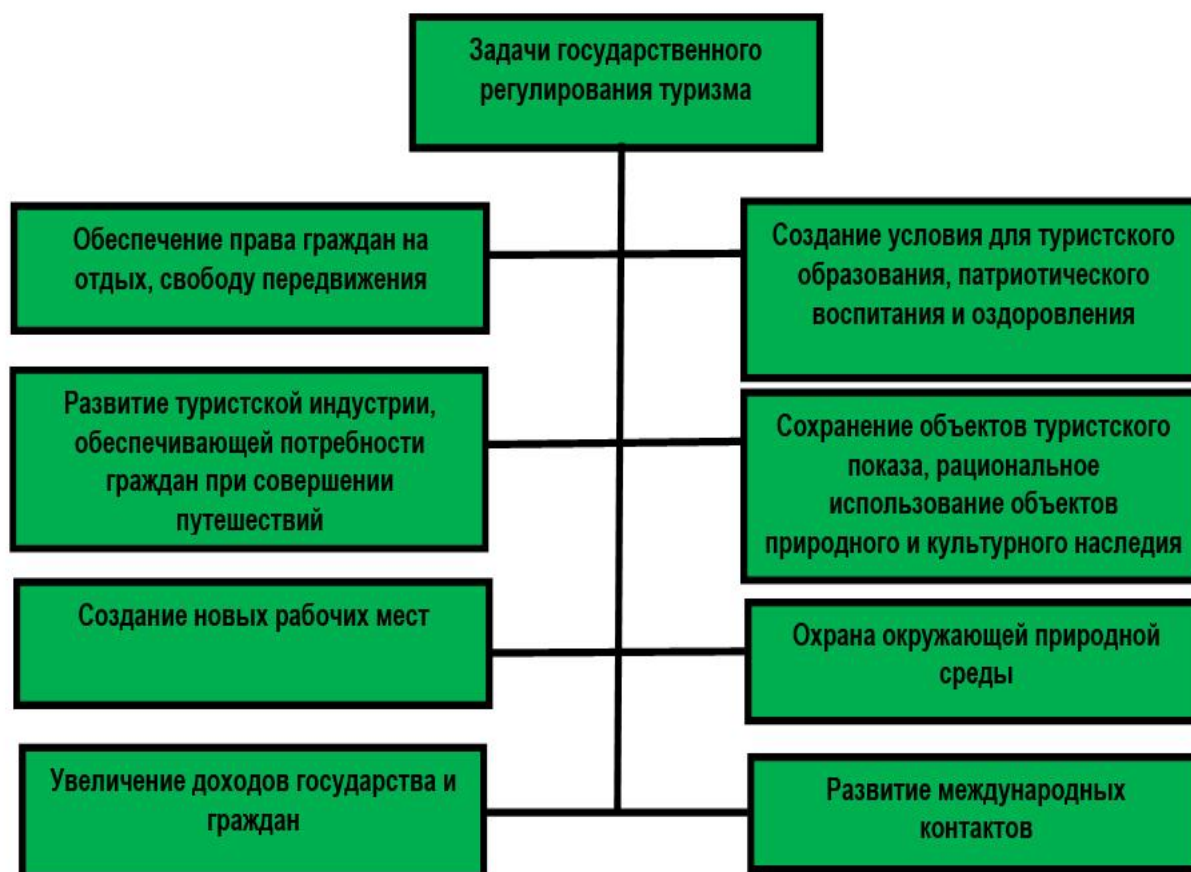 Задачи государственного
регулирования туризма
Обеспечение права граждан на
отдых, свободу передвижения
Создание условия для туристского
образования, патриотического
воспитания и оздоровления
Развитие туристской индустрии,
обеспечивающей потребности
граждан при совершении
путешествий
Сохранение объектов туристского
показа, рациональное
использование объектов
природного и культурного наследия
Создание новых рабочих мест
Охрана окружающей природной
среды
Увеличение доходов государства и
граждан
Развитие международных
контактов